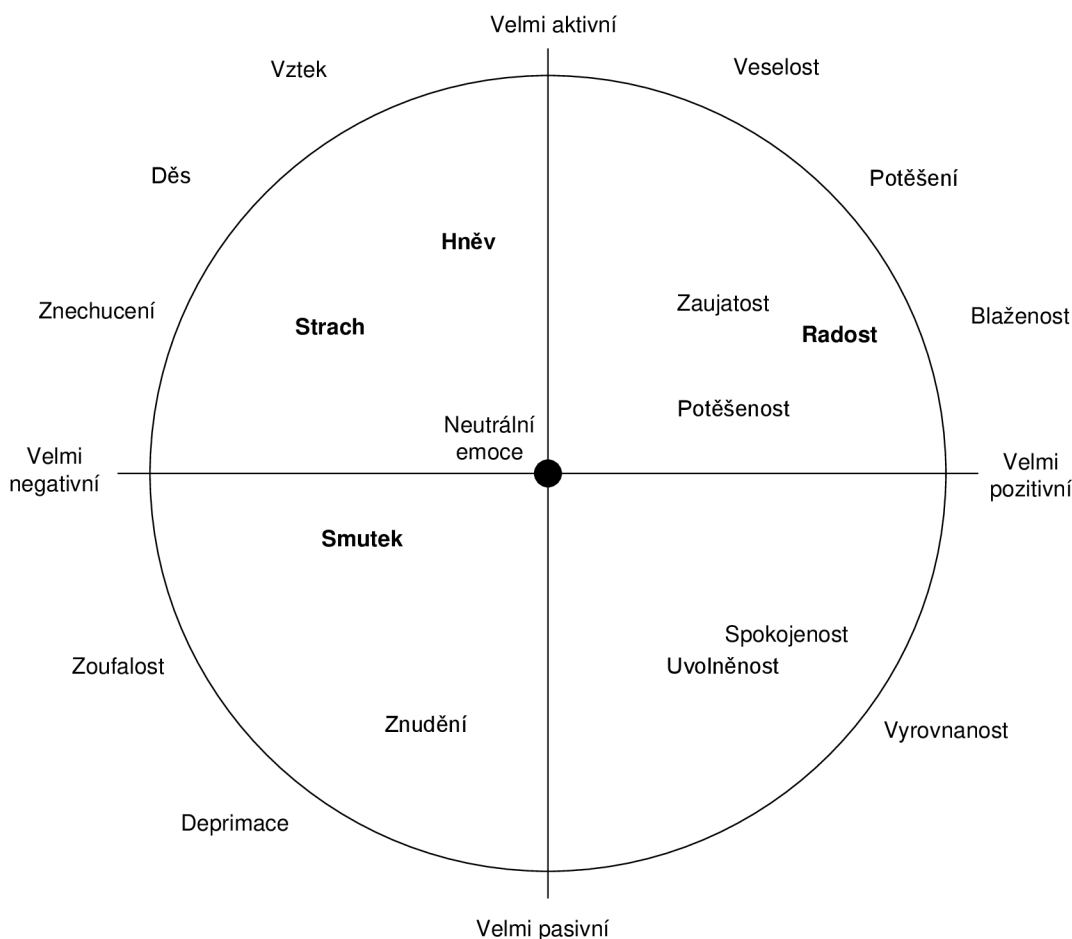 Velmi aktivní
Vztek
Veselost
Děs
Potěšení
Hněv
Znechucení
Strach
Zaujatost
Radost
Blaženost
Potěšenost
Neutrální
emoce
Velmi
negativní
Velmi
pozitivní
Smutek
Spokojenost
Uvolněnost
Zoufalost
Znudění
Vyrovnanost
Deprimace
Velmi pasivní